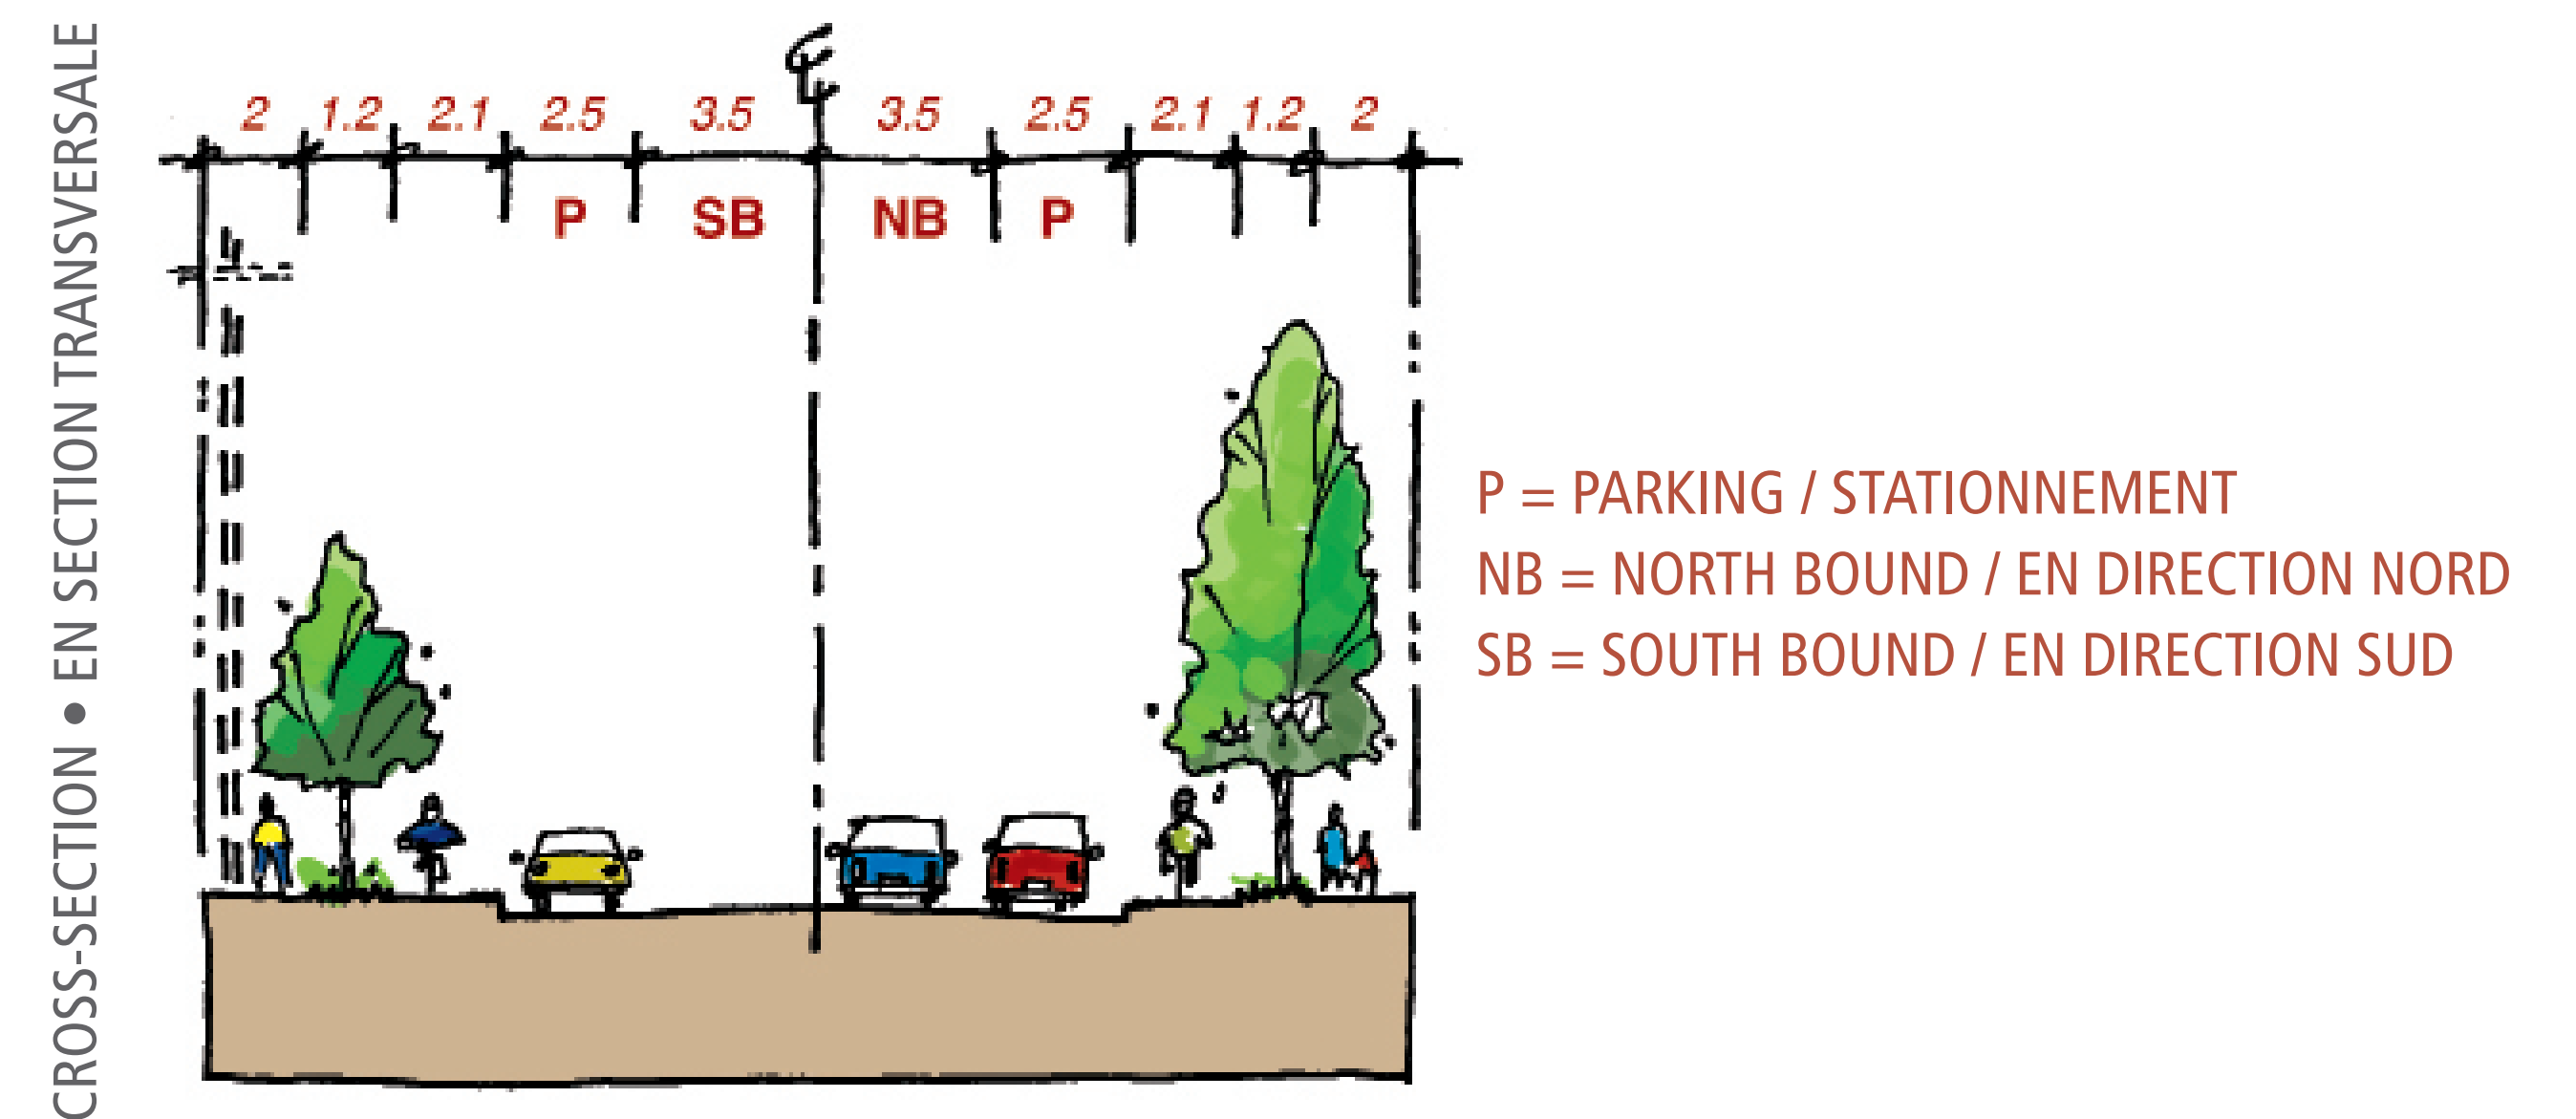 CROSS-SECTION • EN SECTION TRANSVERSALE
2 1.2 2.1 2.5 3.5 3.5 2.5 2.1 1.2 2
P SB NB P
P = PARKING / STATIONNEMENT
NB = NORTH BOUND / EN DIRECTION NORD
SB = SOUTH BOUND / EN DIRECTION SUD